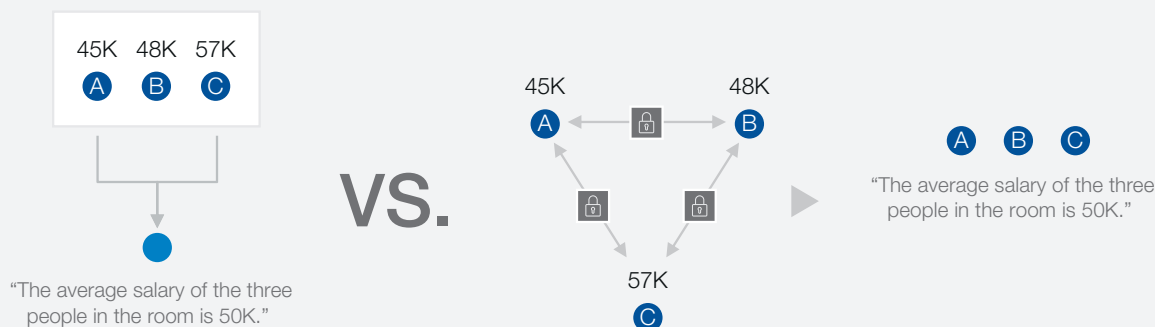 45K 48K 57K
A B C
"The average salary of the three
people in the room is 50K."
VS.
45K 48K
A B
57K
C
A B C
“The average salary of the three
people in the room is 50K.”